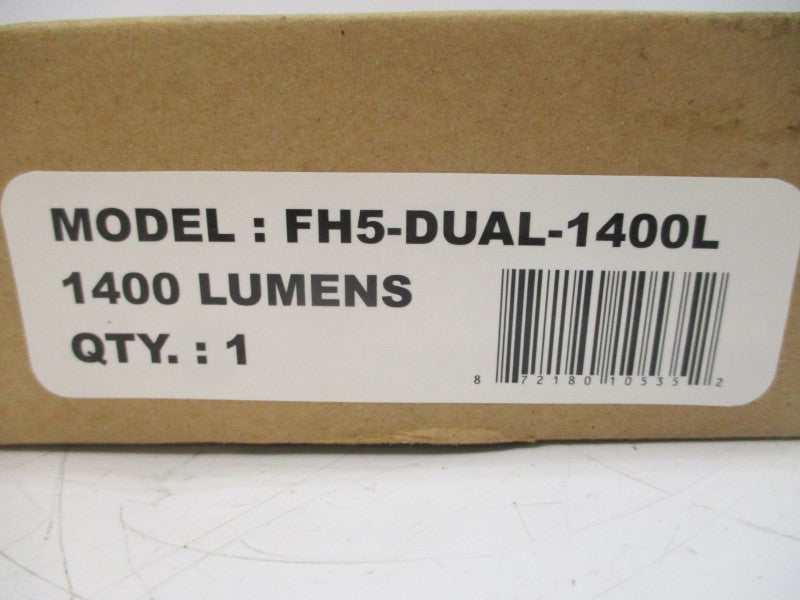 MODEL : FH5-DUAL-1400L
1400 LUMENS
QTY. : 1
8 72180 10535 2